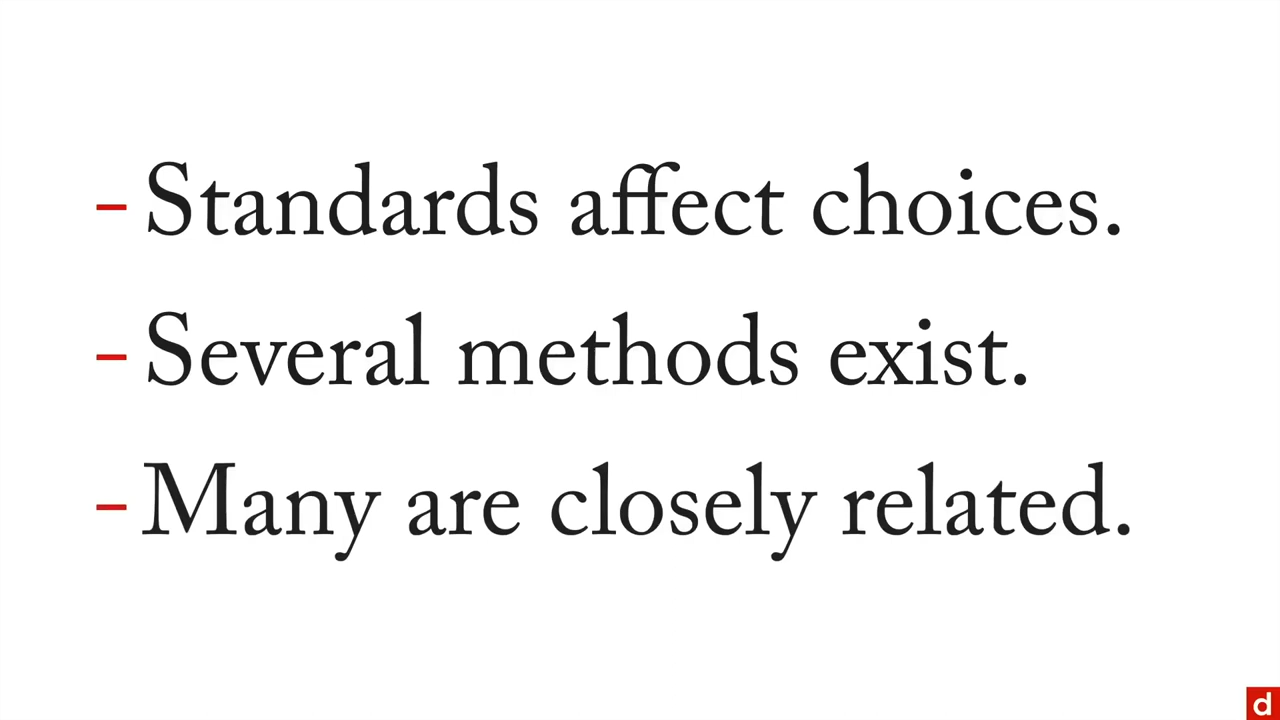 – Standards affect choices.
– Several methods exist.
– Many are closely related.
d